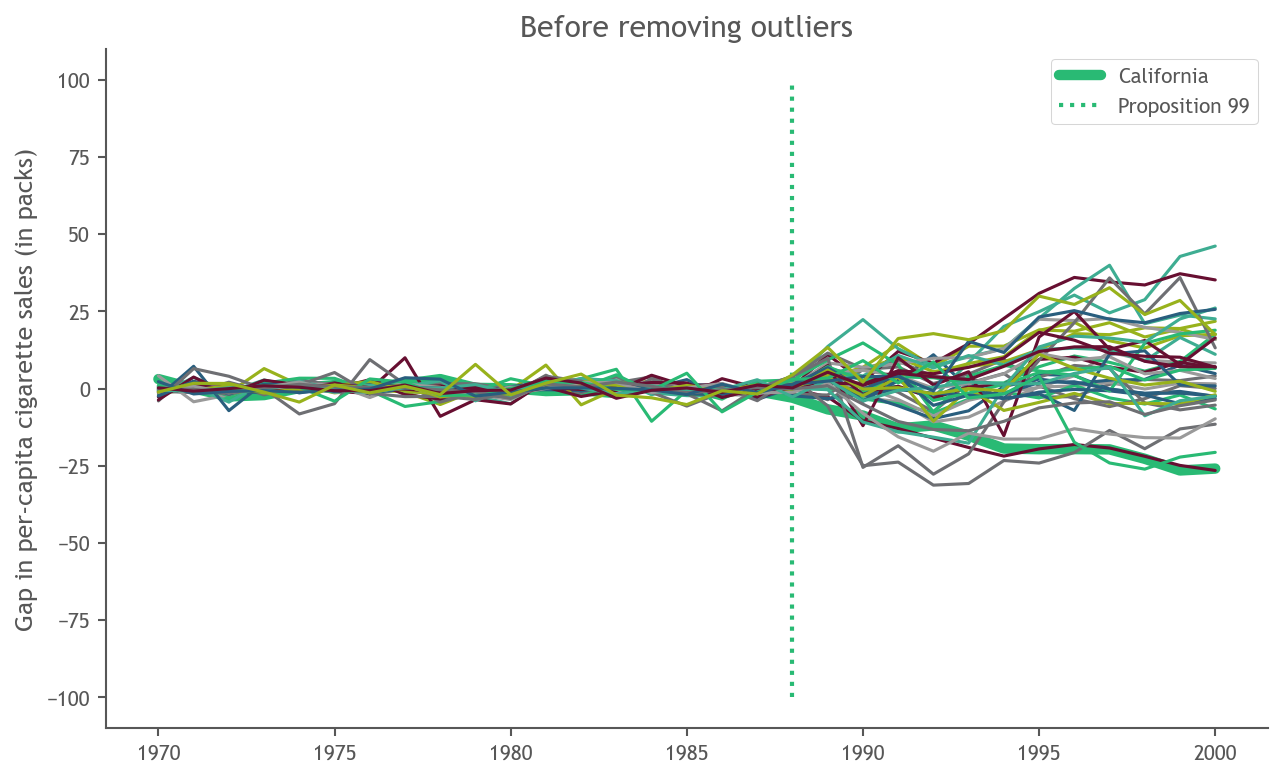 Before removing outliers
California
Proposition 99
Gap in per-capita cigarette sales (in packs)
100
75
50
25
0
−25
−50
−75
−100
1970 1975 1980 1985 1990 1995 2000